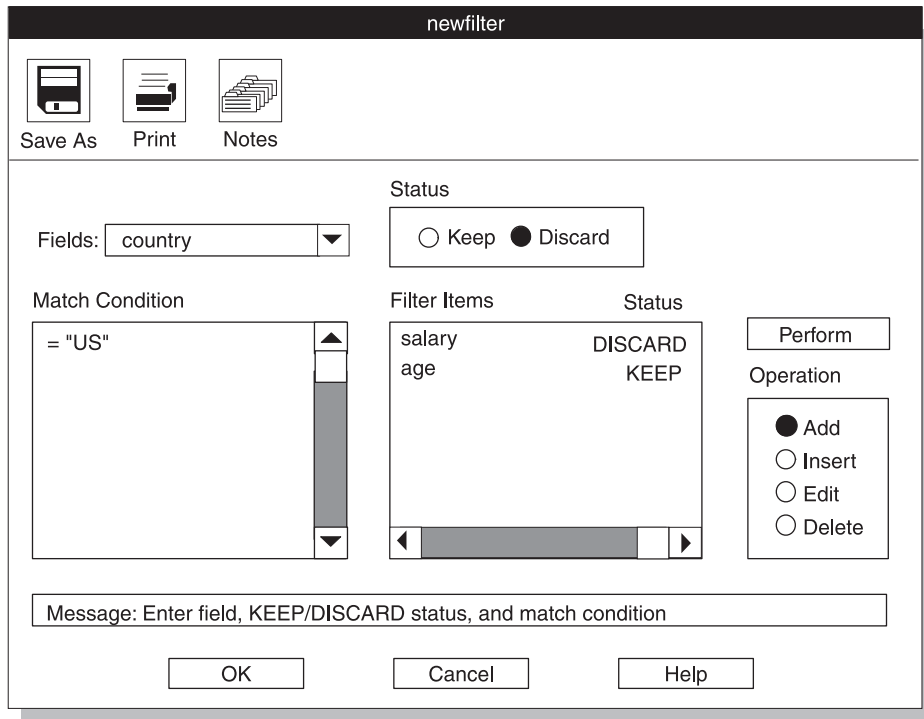 newfilter
Save As
Print
Notes
Status
Fields: country
Keep Discard
Match Condition
Filter Items Status
= "US"
salary DISCARD
age KEEP
Perform
Operation
Add
Insert
Edit
Delete
Message: Enter field, KEEP/DISCARD status, and match condition
OK
Cancel
Help